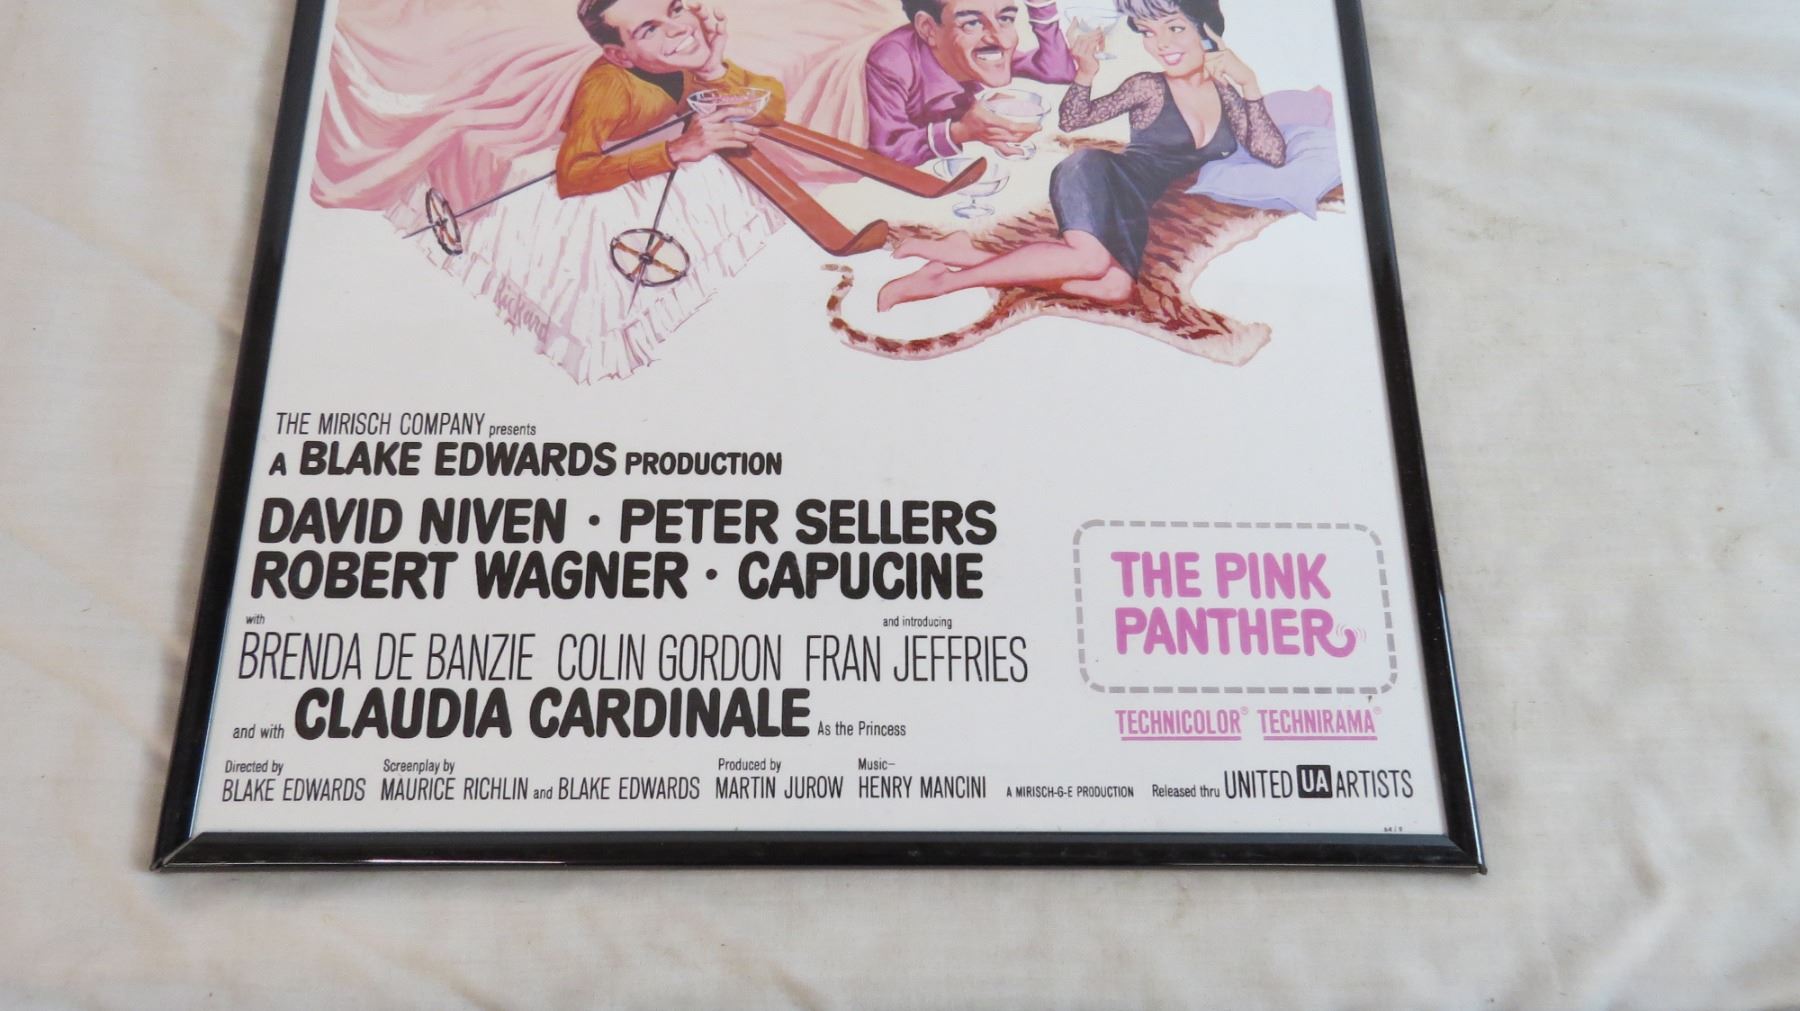 Rickard
THE MIRISCH COMPANY presents
A BLAKE EDWARDS PRODUCTION
DAVID NIVEN · PETER SELLERS
ROBERT WAGNER · CAPUCINE
with
and introducing
BRENDA DE BANZIE COLIN GORDON FRAN JEFFRIES
and with CLAUDIA CARDINALE As the Princess
THE PINK
PANTHER
TECHNICOLOR® TECHNIRAMA®
Directed by
BLAKE EDWARDS
Screenplay by
MAURICE RICHLIN and BLAKE EDWARDS
Produced by
MARTIN JUROW
Music—
HENRY MANCINI
A MIRISCH-G-E PRODUCTION
Released thru UNITED UA ARTISTS